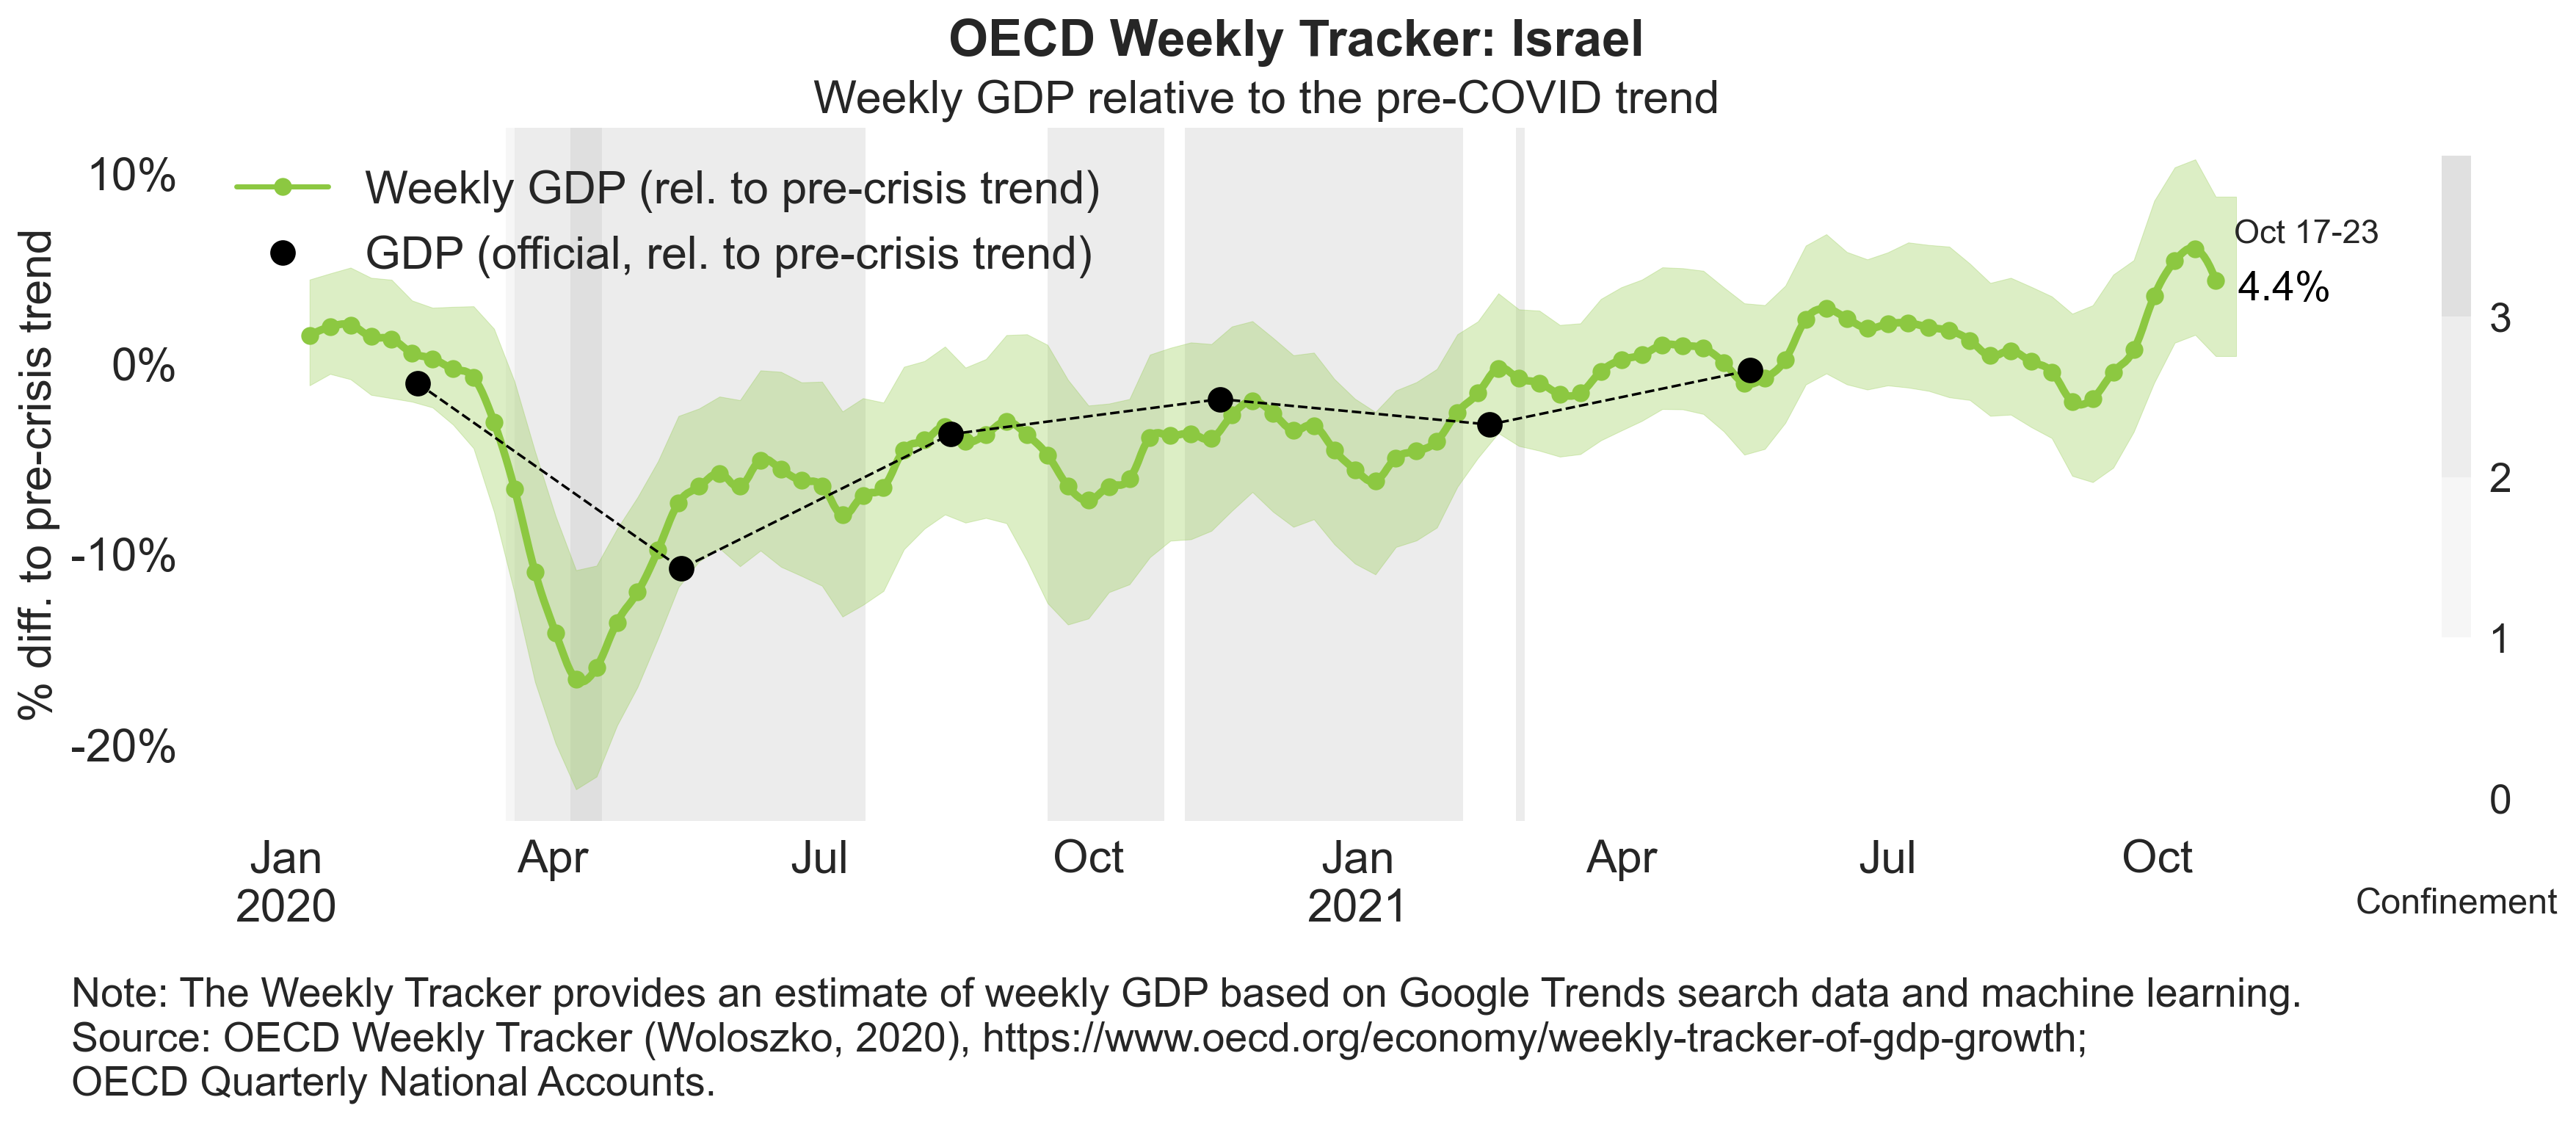 OECD Weekly Tracker: Israel
Weekly GDP relative to the pre-COVID trend
Weekly GDP (rel. to pre-crisis trend)
GDP (official, rel. to pre-crisis trend)
% diff. to pre-crisis trend
10%
0%
-10%
-20%
Oct 17-23
4.4%
3
2
1
0
Confinement
Jan Apr Jul Oct Jan Apr Jul Oct
2020 2021
Note: The Weekly Tracker provides an estimate of weekly GDP based on Google Trends search data and machine learning.
Source: OECD Weekly Tracker (Woloszko, 2020), https://www.oecd.org/economy/weekly-tracker-of-gdp-growth;
OECD Quarterly National Accounts.